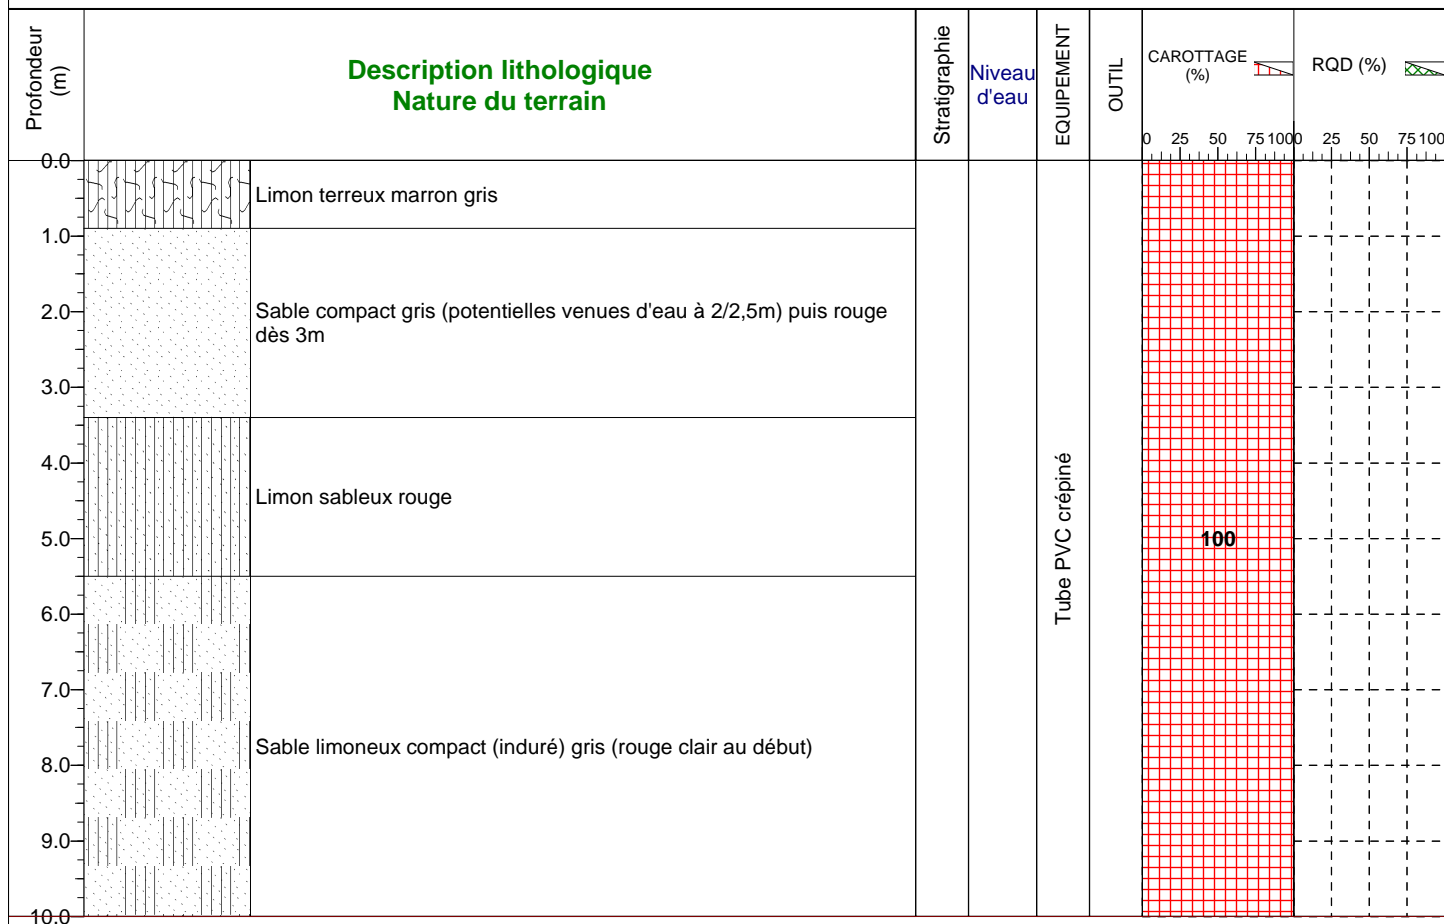 Profondeur
(m)
Description lithologique
Nature du terrain
Stratigraphie
Niveau
d'eau
EQUIPEMENT
OUTIL
CAROTTAGE
(%)
RQD (%)
0 25 50 75 100
0 25 50 75 100
0.0
Limon terreux marron gris
1.0
2.0
Sable compact gris (potentielles venues d'eau à 2/2,5m) puis rouge
dès 3m
3.0
4.0
Limon sableux rouge
5.0
Tube PVC crépiné
100
6.0
7.0
Sable limoneux compact (induré) gris (rouge clair au début)
8.0
9.0
10.0